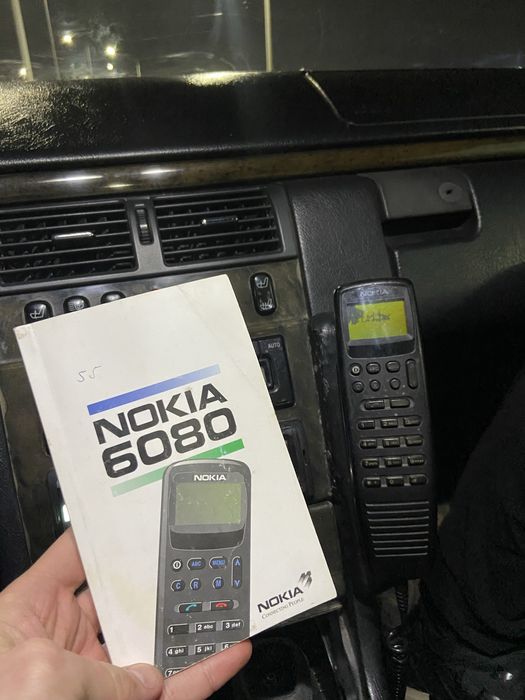 55
NOKIA
6080
NOKIA
ABC
MENU
C
R
M
1
2 abc
3 def
4 ghi
5 jkl
6
NOKIA
CONNECTING PEOPLE
AUTO
NOKIA